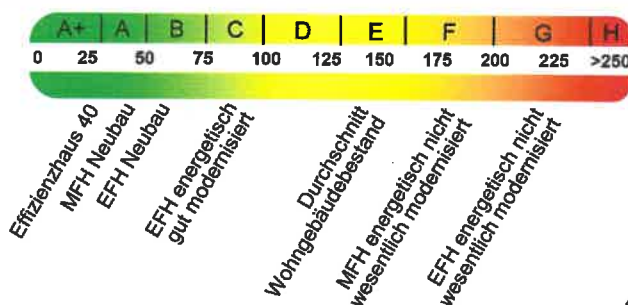 A+ A B C D E F G H
0 25 50 75 100 125 150 175 200 225 >250
Effizienzhaus 40
MFH Neubau
EFH Neubau
EFH energetisch
gut modernisiert
Durchschnitt
Wohngebäudebestand
MFH energetisch nicht
wesentlich modernisiert
EFH energetisch nicht
wesentlich modernisiert